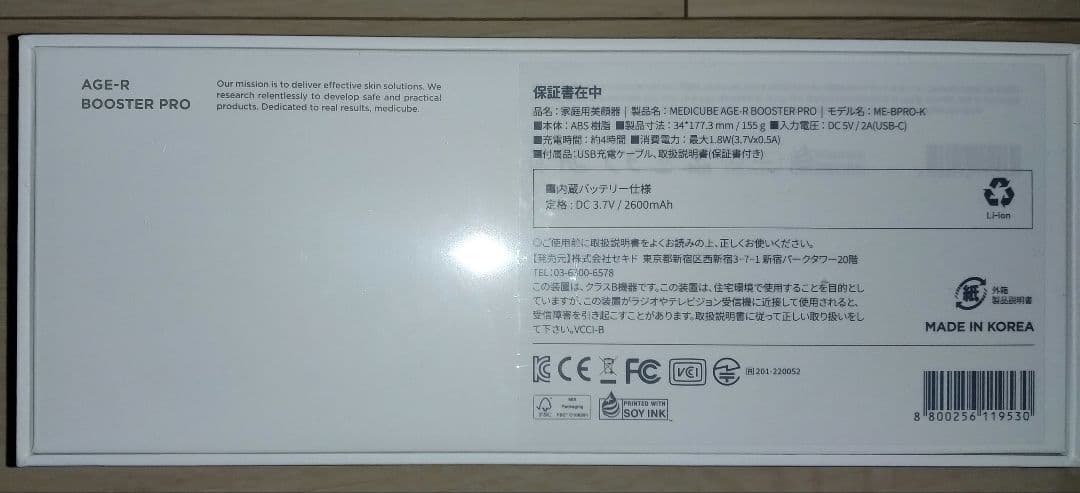 AGE-R
BOOSTER PRO
Our mission is to deliver effective skin solutions. We
research relentlessly to develop safe and practical
products. Dedicated to real results, medicube.
保証書在中
品名：家庭用美顔器 | 製品名：MEDICUBE AGE-R BOOSTER PRO | モデル名：ME-BPRO-K
■本体：ABS 樹脂 ■製品寸法：34*177.3 mm / 155 g ■入力電圧：DC 5V / 2A(USB-C)
■充電時間：約4時間 ■消費電力：最大1.8W(3.7Vx0.5A)
■付属品：USB充電ケーブル、取扱説明書(保証書付き)
■内蔵バッテリー仕様
定格 : DC 3.7V / 2600mAh
Li-ion
〇ご使用前に取扱説明書をよくお読みの上、正しくお使いください。
【発売元】株式会社セキド 東京都新宿区西新宿3-7-1 新宿パークタワー20階
TEL:03-6300-6578
この装置は、クラスB機器です。この装置は、住宅環境で使用することを目的とし
ていますが、この装置がラジオやテレビジョン受信機に近接して使用されると、
受信障害を引き起こすことがあります。取扱説明書に従って正しい取り扱いをし
て下さい。VCCI-B
紙
外箱
製品説明書
MADE IN KOREA
CE FC VCCI R 201-220052
FSC
MIX
Packaging
PRINTED WITH
SOY INK
8 800256 119530